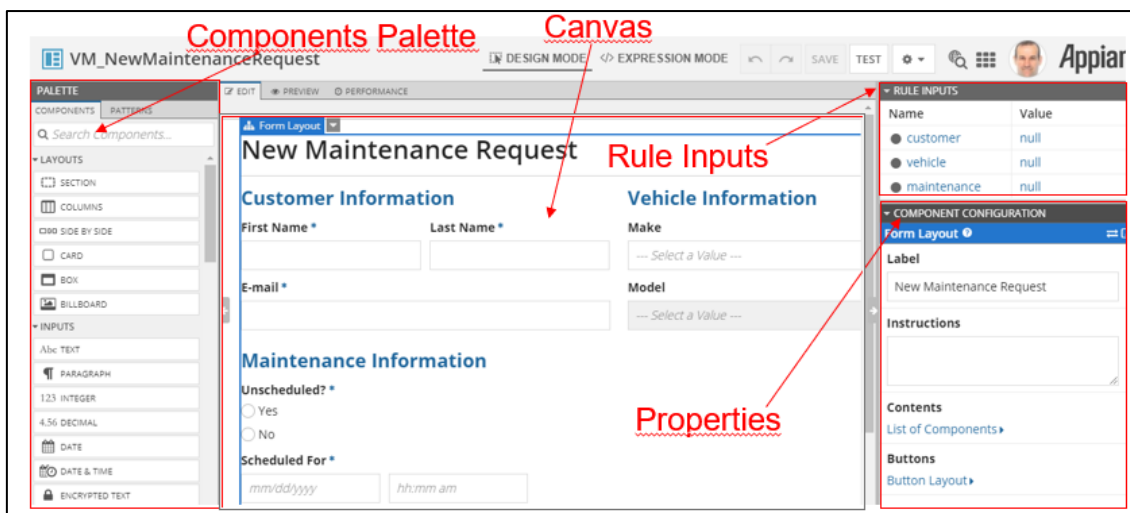 Components Palette
Canvas
VM_NewMaintenanceRequest
DESIGN MODE
</> EXPRESSION MODE
SAVE
TEST
Appian
PALETTE
COMPONENTS
PATTERNS
Search Components...
LAYOUTS
SECTION
COLUMNS
SIDE BY SIDE
CARD
BOX
BILLBOARD
INPUTS
Abc TEXT
PARAGRAPH
123 INTEGER
4.56 DECIMAL
DATE
DATE & TIME
ENCRYPTED TEXT
EDIT
PREVIEW
PERFORMANCE
Form Layout
New Maintenance Request
Customer Information
Vehicle Information
First Name *
Last Name *
Make
--- Select a Value ---
E-mail *
Model
--- Select a Value ---
Maintenance Information
Unscheduled? *
Yes
No
Scheduled For *
mm/dd/yyyy
hh:mm am
Rule Inputs
Properties
RULE INPUTS
Name Value
customer null
vehicle null
maintenance null
COMPONENT CONFIGURATION
Form Layout
Label
New Maintenance Request
Instructions
Contents
List of Components
Buttons
Button Layout